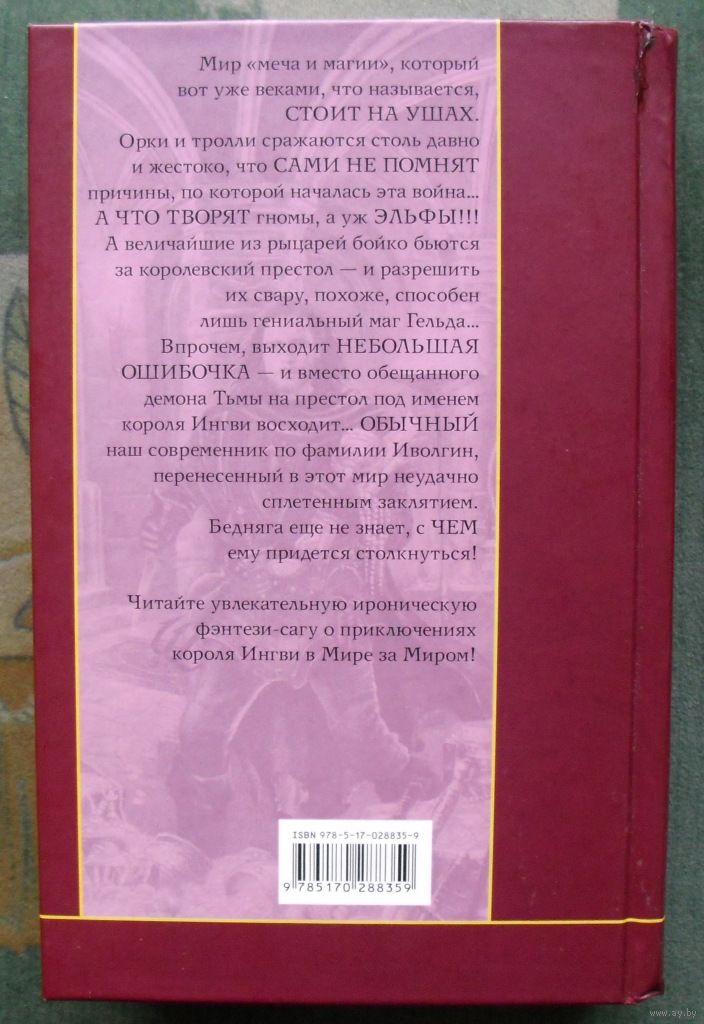 Мир «меча и магии», который
вот уже веками, что называется,
СТОИТ НА УШАХ.
Орки и тролли сражаются столь давно
и жестоко, что САМИ НЕ ПОМНЯТ
причины, по которой началась эта война...
А ЧТО ТВОРЯТ гномы, а уж ЭЛЬФЫ!!!
А величайшие из рыцарей бойко бьются
за королевский престол — и разрешить
их свару, похоже, способен
лишь гениальный маг Гельда...
Впрочем, выходит НЕБОЛЬШАЯ
ОШИБОЧКА — и вместо обещанного
демона Тьмы на престол под именем
короля Ингви восходит... ОБЫЧНЫЙ
наш современник по фамилии Иволгин,
перенесенный в этот мир неудачно
сплетенным заклятием.
Бедняга еще не знает, с ЧЕМ
ему придется столкнуться!
Читайте увлекательную ироническую
фэнтези-сагу о приключениях
короля Ингви в Мире за Миром!
ISBN 978-5-17-028835-9
9 785170 288359
www.ay.by